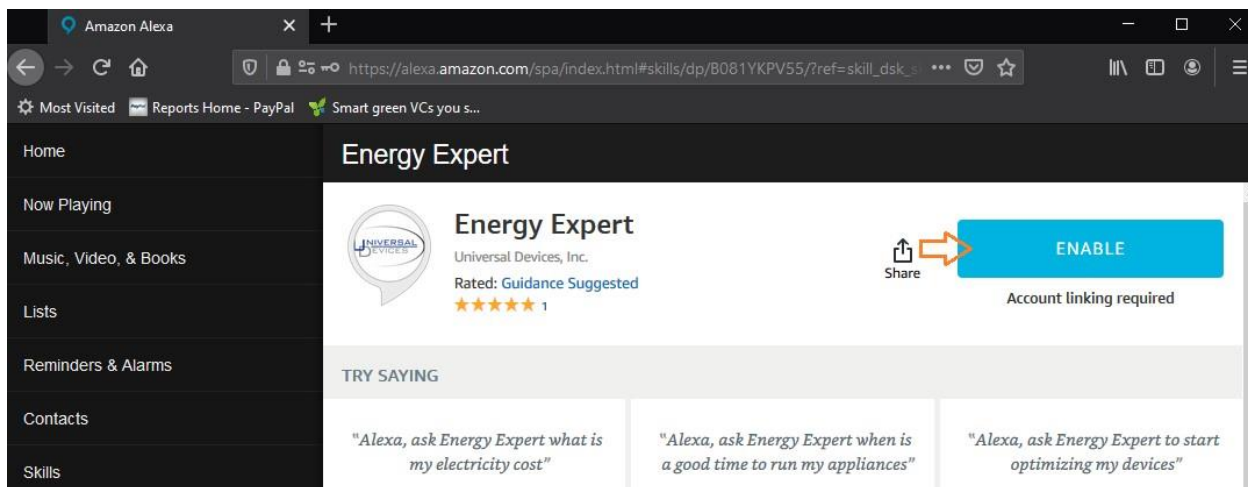 Amazon Alexa
https://alexa.amazon.com/spa/index.html#skills/dp/B081YKPV55/?ref=skill_dsk_s
Most Visited Reports Home - PayPal Smart green VCs you s...
Home
Now Playing
Music, Video, & Books
Lists
Reminders & Alarms
Contacts
Skills
Energy Expert
UNIVERSAL
DEVICES
Energy Expert
Universal Devices, Inc.
Rated: Guidance Suggested
1
Share
ENABLE
Account linking required
TRY SAYING
"Alexa, ask Energy Expert what is
my electricity cost"
"Alexa, ask Energy Expert when is
a good time to run my appliances"
"Alexa, ask Energy Expert to start
optimizing my devices"